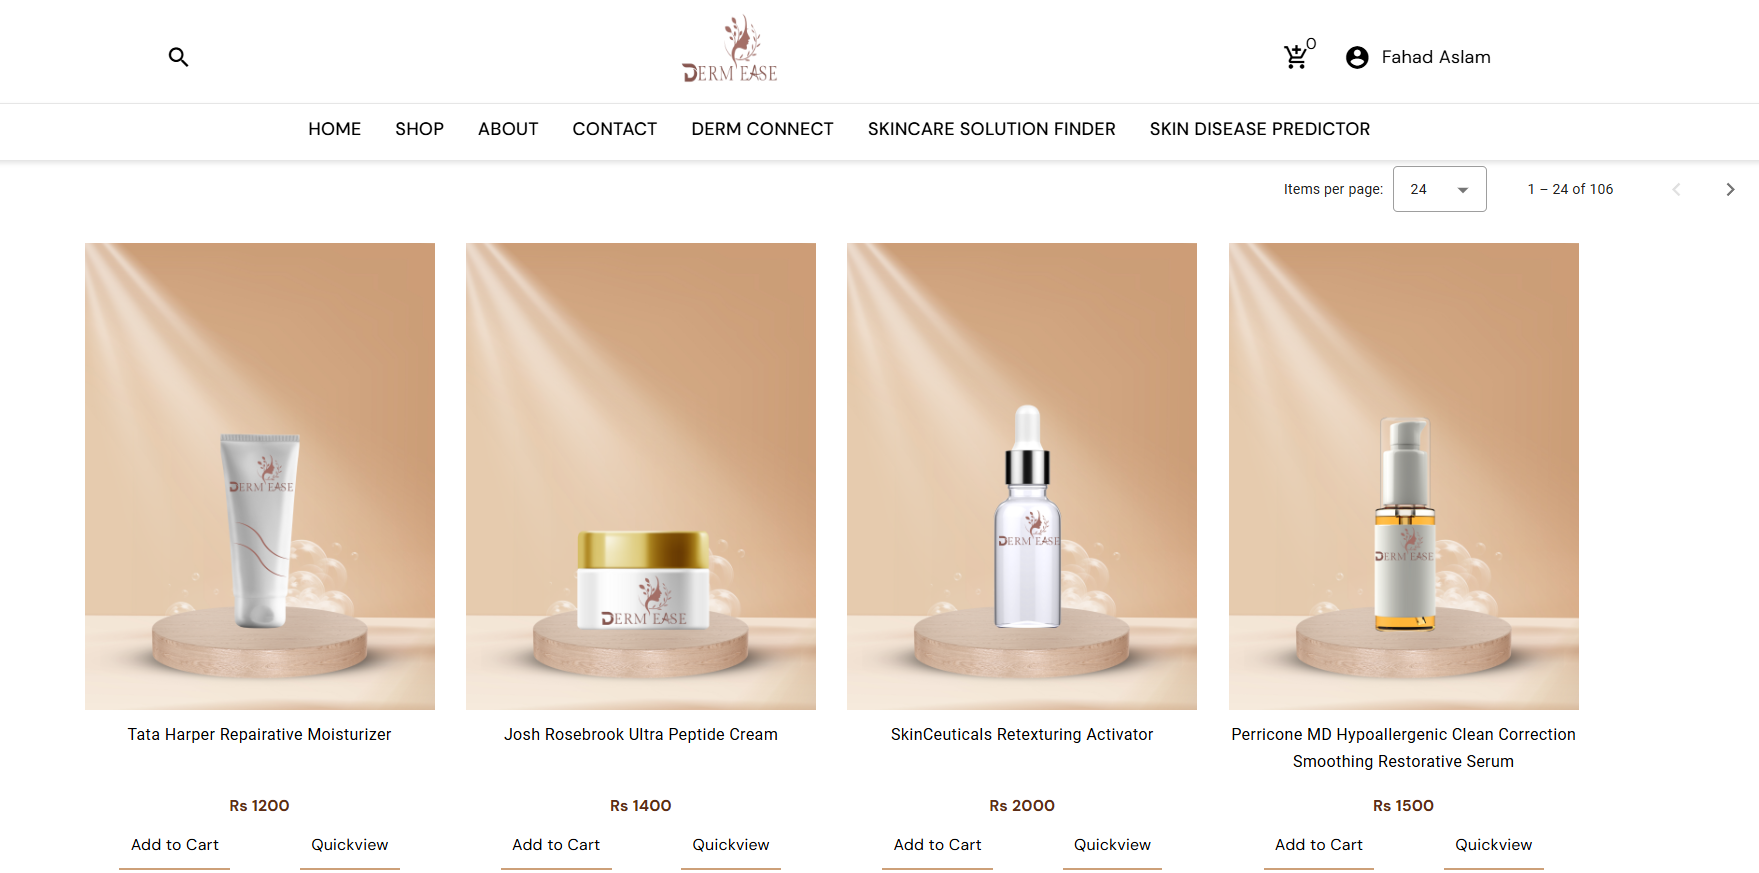 DERM EASE
0
Fahad Aslam
HOME SHOP ABOUT CONTACT DERM CONNECT SKINCARE SOLUTION FINDER SKIN DISEASE PREDICTOR
Items per page: 24 1 – 24 of 106
DERM EASE
DERM EASE
DERM EASE
DERM EASE
Tata Harper Repairative Moisturizer
Rs 1200
Add to Cart Quickview
Josh Rosebrook Ultra Peptide Cream
Rs 1400
Add to Cart Quickview
SkinCeuticals Retexturing Activator
Rs 2000
Add to Cart Quickview
Perricone MD Hypoallergenic Clean Correction
Smoothing Restorative Serum
Rs 1500
Add to Cart Quickview